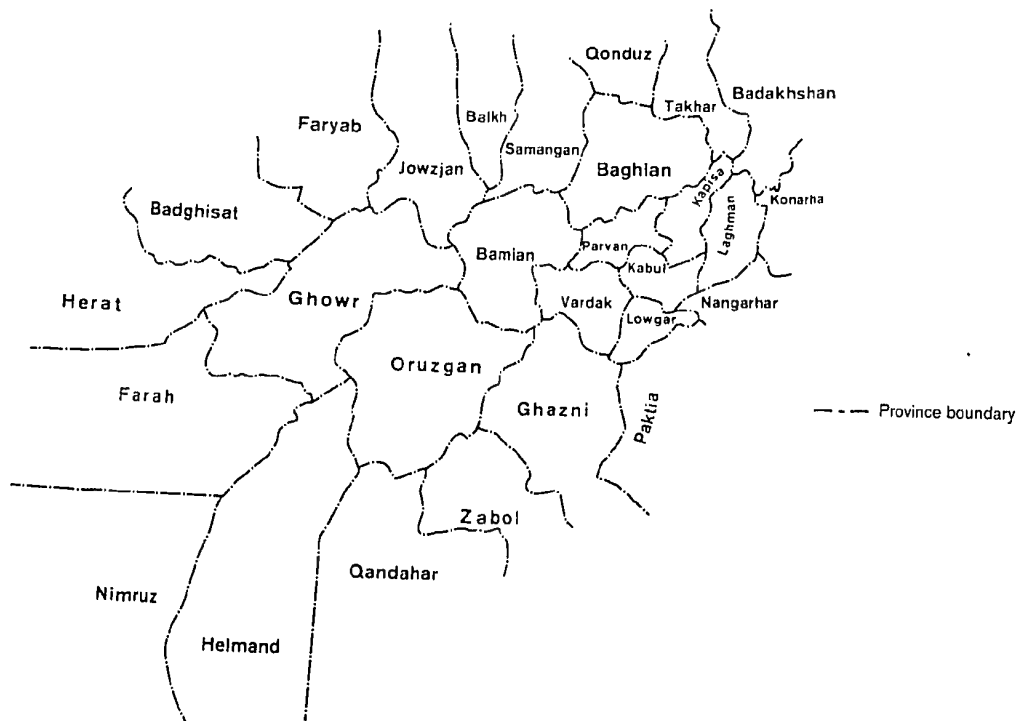 Qonduz
Badakhshan
Takhar
Balkh
Faryab
Samangan
Jowzjan
Baghlan
Kapisa
Konarha
Badghisat
Laghman
Parvan
Bamian
Kabul
Herat
Ghowr
Vardak
Nangarhar
Lowgar
Oruzgan
Farah
Ghazni
Paktia
Province boundary
Zabol
Qandahar
Nimruz
Helmand